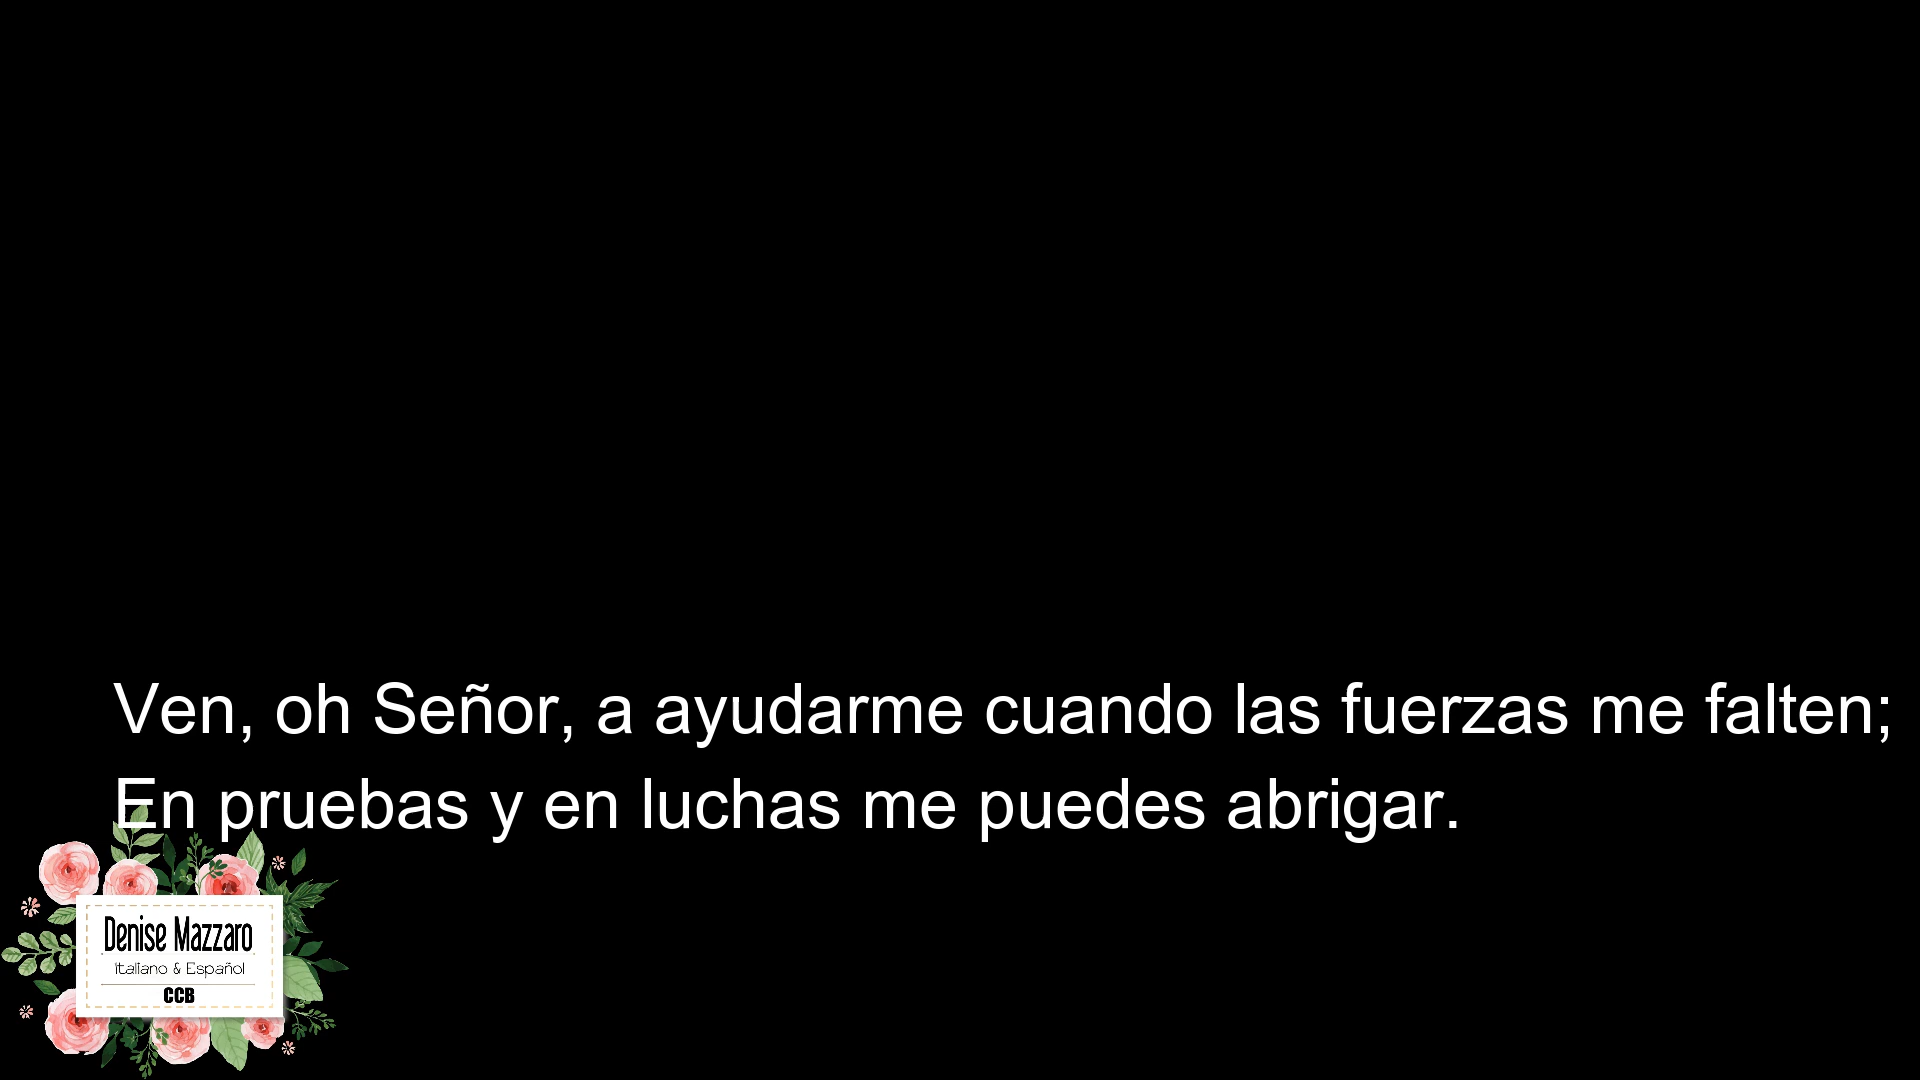 Ven, oh Señor, a ayudarme cuando las fuerzas me falten;
En pruebas y en luchas me puedes abrigar.
Denise Mazzaro
Italiano & Español
CCB